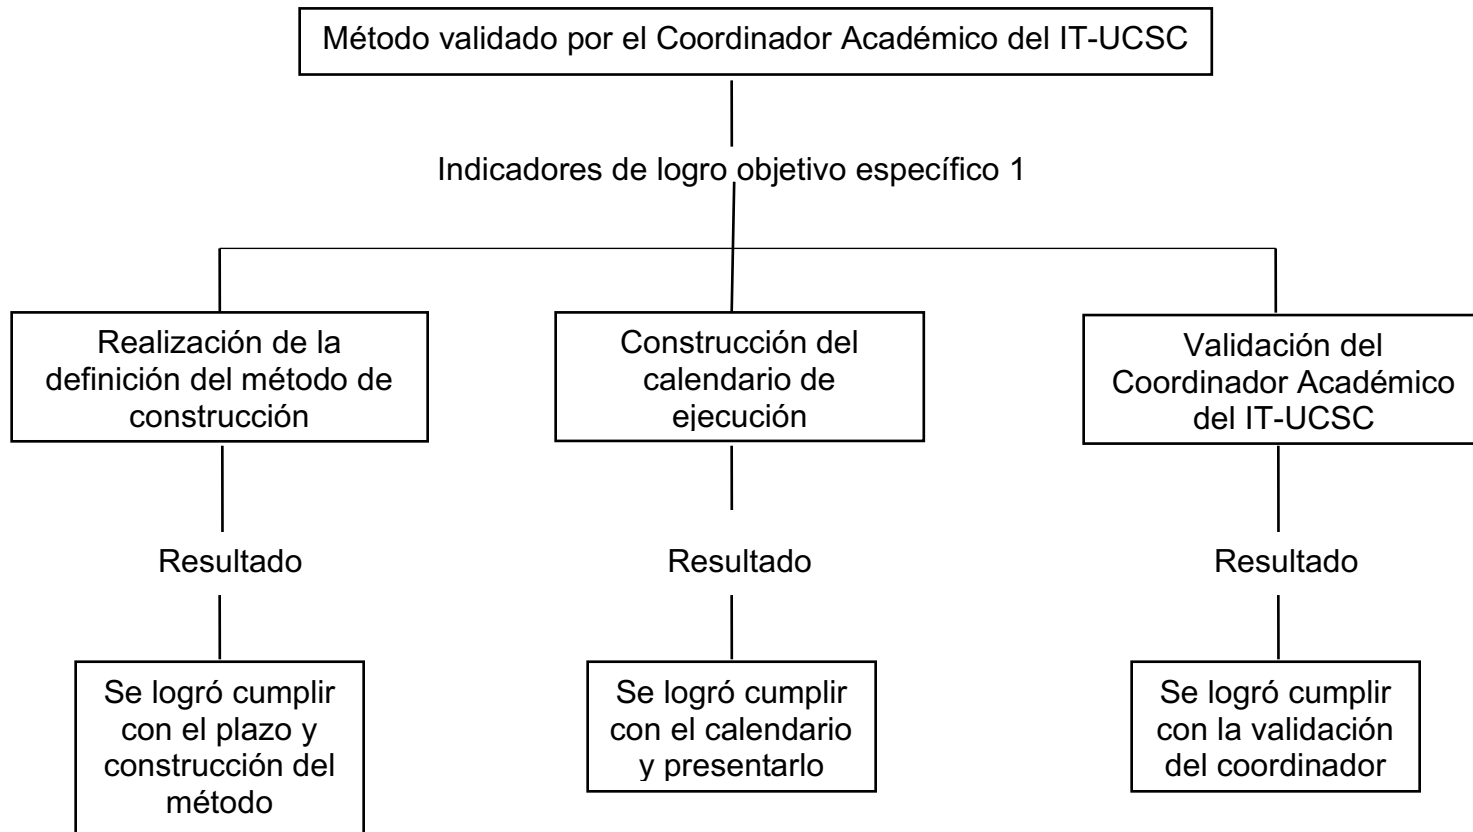 Método validado por el Coordinador Académico del IT-UCSC
Indicadores de logro objetivo específico 1
Realización de la
definición del método de
construcción
Construcción del
calendario de
ejecución
Validación del
Coordinador Académico
del IT-UCSC
Resultado
Resultado
Resultado
Se logró cumplir
con el plazo y
construcción del
método
Se logró cumplir
con el calendario
y presentarlo
Se logró cumplir
con la validación
del coordinador